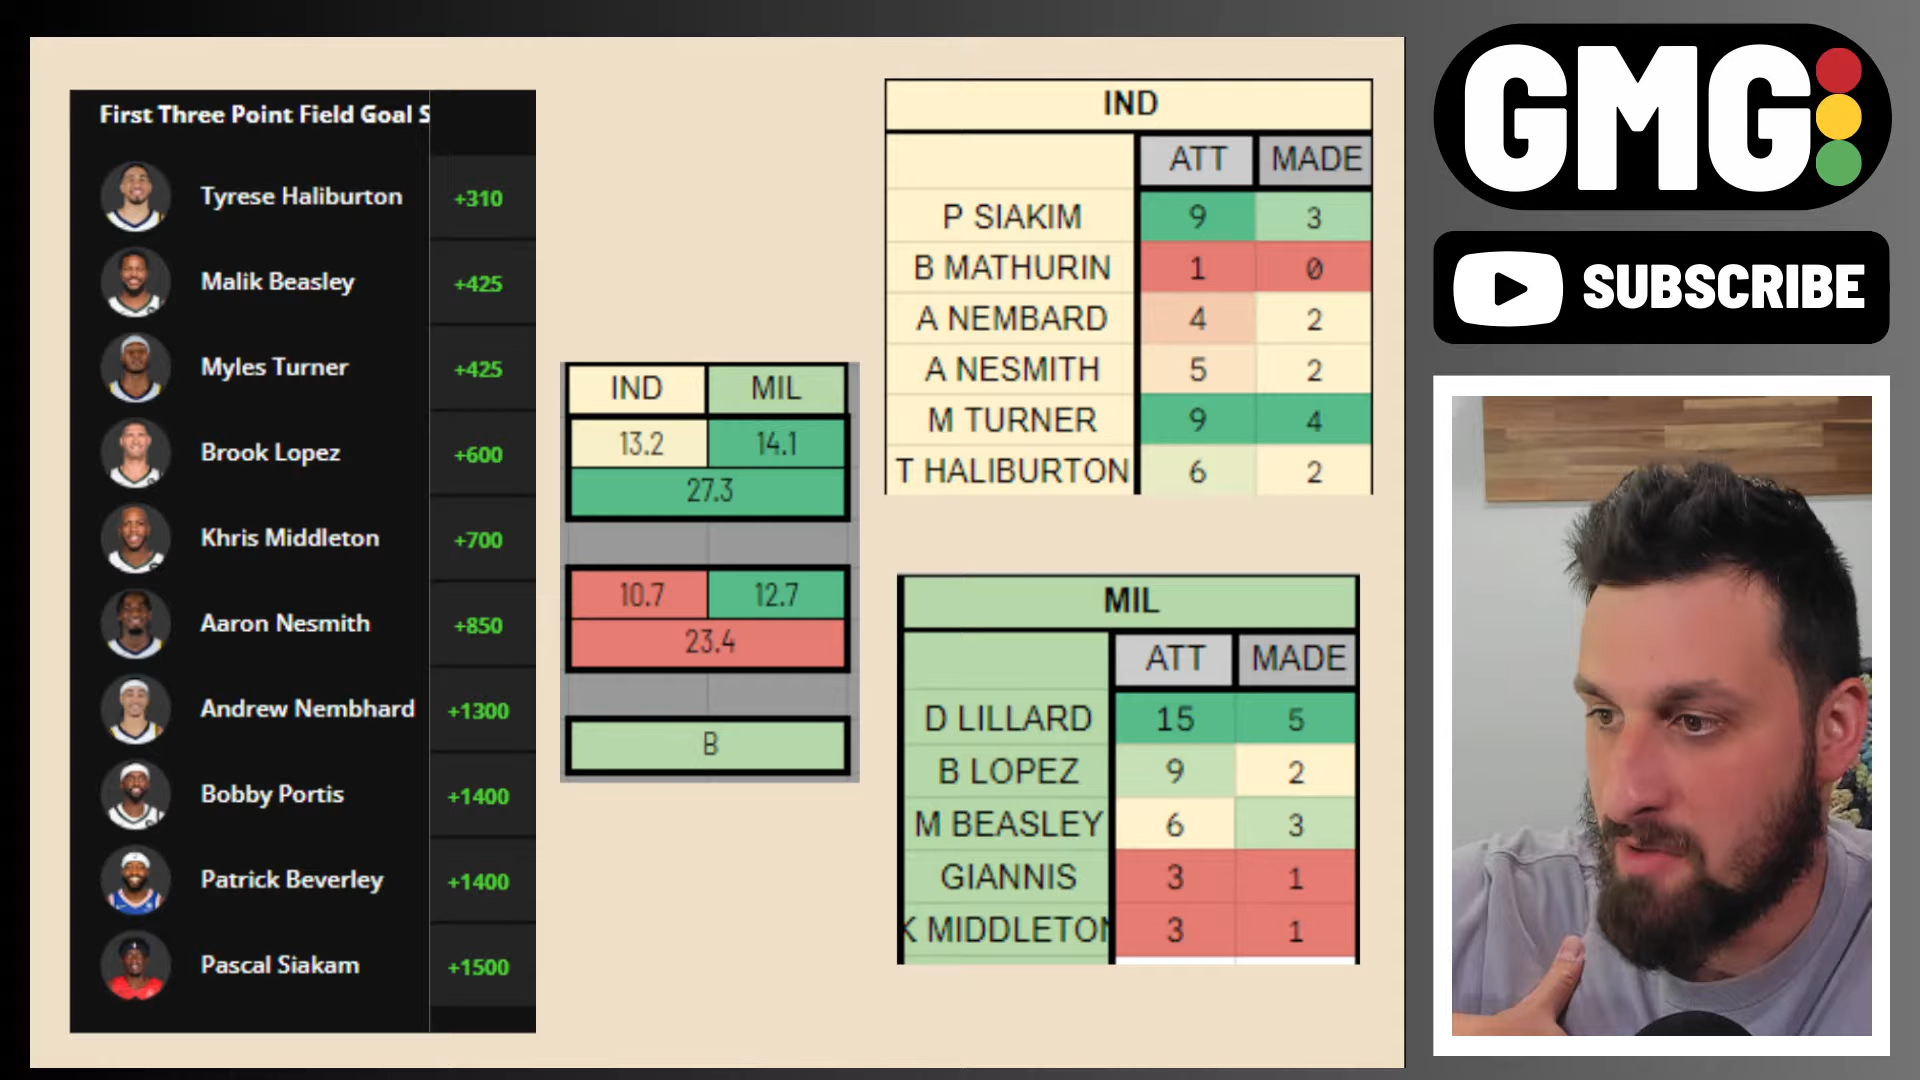 First Three Point Field Goal S
Tyrese Haliburton +310
Malik Beasley +425
Myles Turner +425
Brook Lopez +600
Khris Middleton +700
Aaron Nesmith +850
Andrew Nembhard +1300
Bobby Portis +1400
Patrick Beverley +1400
Pascal Siakam +1500
IND MIL
13.2 14.1
27.3
10.7 12.7
23.4
B
IND
ATT MADE
P SIAKIM 9 3
B MATHURIN 1 0
A NEMBARD 4 2
A NESMITH 5 2
M TURNER 9 4
T HALIBURTON 6 2
MIL
ATT MADE
D LILLARD 15 5
B LOPEZ 9 2
M BEASLEY 6 3
GIANNIS 3 1
K MIDDLETON 3 1
GMG
SUBSCRIBE